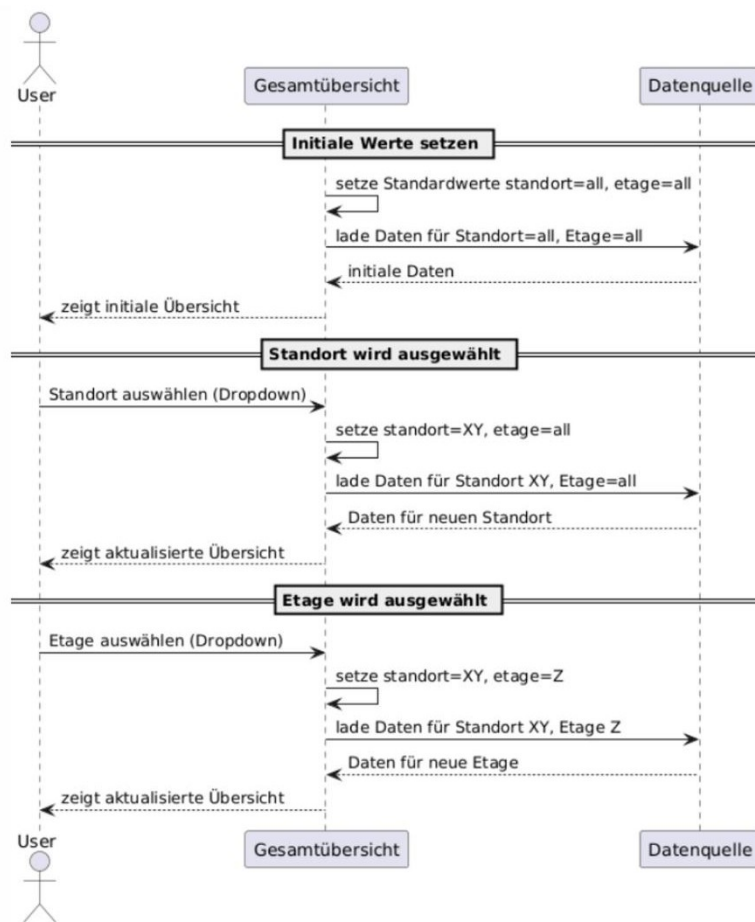 User
Gesamtübersicht
Datenquelle
Initiale Werte setzen
setze Standardwerte standort=all, etage=all
lade Daten für Standort=all, Etage=all
initiale Daten
zeigt initiale Übersicht
Standort wird ausgewählt
Standort auswählen (Dropdown)
setze standort=XY, etage=all
lade Daten für Standort XY, Etage=all
Daten für neuen Standort
zeigt aktualisierte Übersicht
Etage wird ausgewählt
Etage auswählen (Dropdown)
setze standort=XY, etage=Z
lade Daten für Standort XY, Etage Z
Daten für neue Etage
zeigt aktualisierte Übersicht
User
Gesamtübersicht
Datenquelle